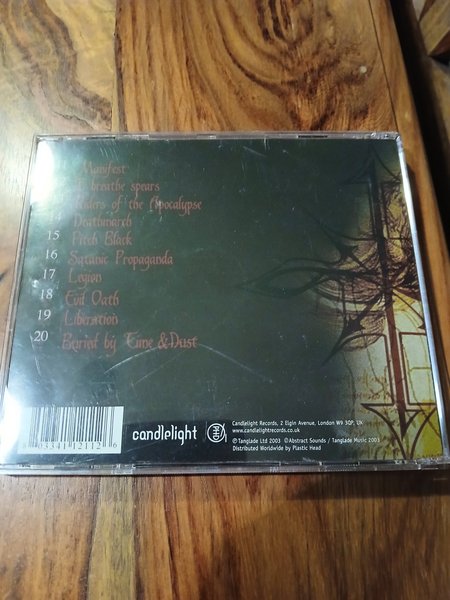 Manifest
I breathe spears
Riders of the Apocalypse
Deathmarch
15 Pitch Black
16 Satanic Propaganda
17 Legion
18 Evil Oath
19 Liberation
20 Buried by Time & Dust
candlelight
Candlelight Records, 2 Elgin Avenue, London W9 3QP, UK
www.candlelightrecords.co.uk
℗ Tanglade Ltd 2003 ©Abstract Sounds / Tanglade Music 2003
Distributed Worldwide by Plastic Head
803341 121126